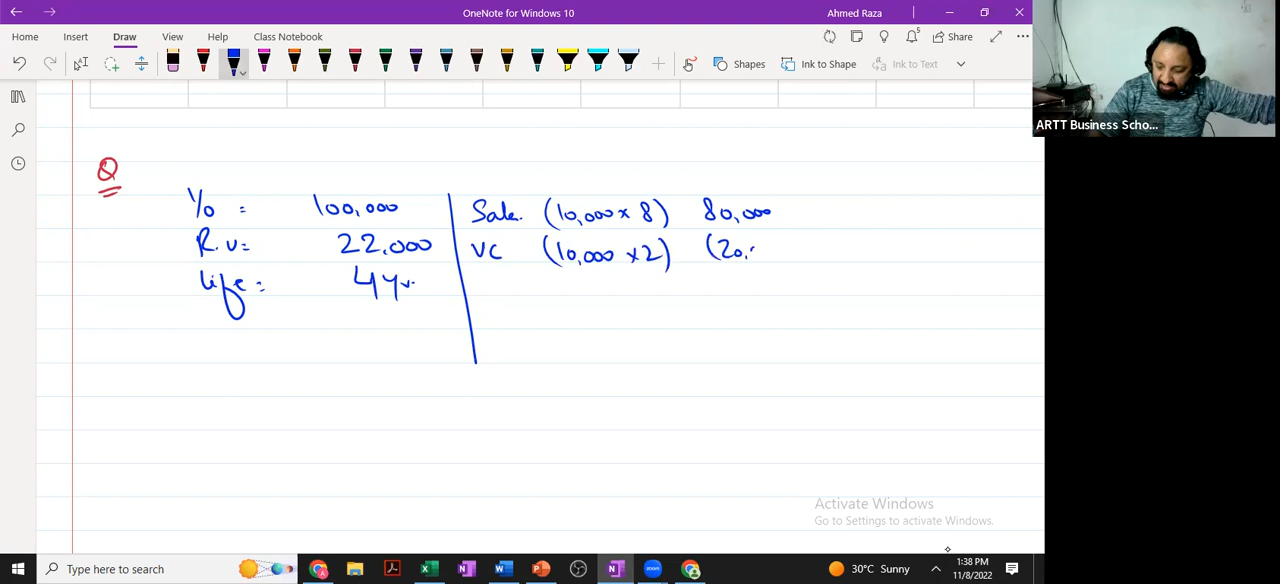 OneNote for Windows 10
Ahmed Raza
Home Insert Draw View Help Class Notebook
5
Share
Shapes
Ink to Shape
Ink to Text
ARTT Business Scho...
Q
I/o = 100,000
R.v= 22,000
life = 4yr.
Sale. (10,000 x 8) 80,000
VC (10,000 x 2) (20,
Activate Windows
Go to Settings to activate Windows.
Type here to search
30°C Sunny
1:38 PM
11/8/2022